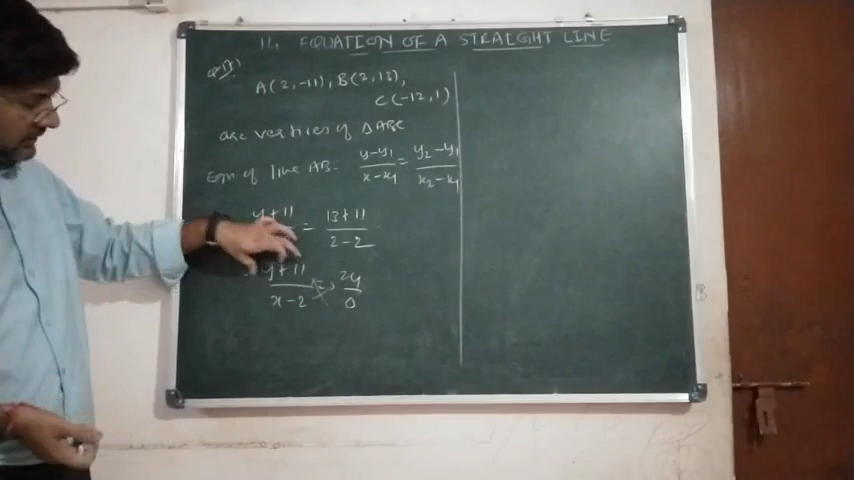 14. EQUATION OF A STRAIGHT LINE
A(2,-11), B(2,13),
C(-12,1)
are vertices of ΔABC
Eqn of line AB- y-y1/x-x1 = y2-y1/x2-x1
y+11 = 13+11/2-2
y+11/x-2 = 24/0